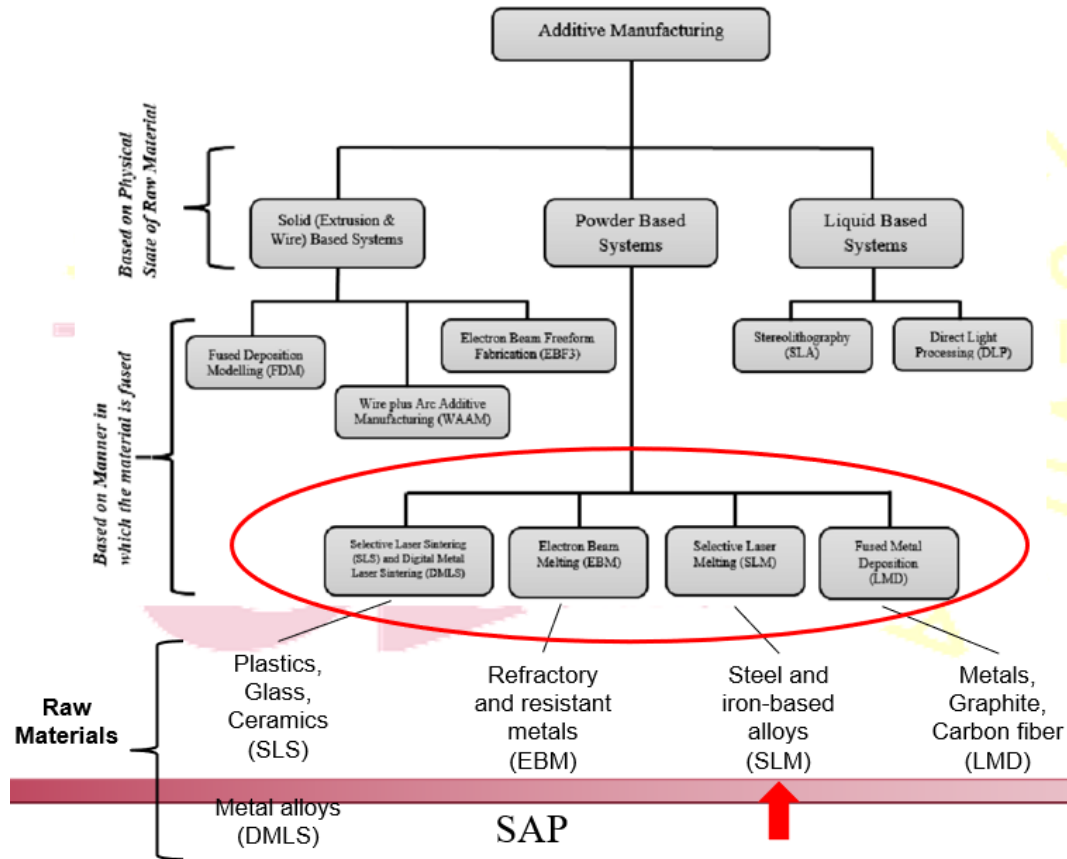 Additive Manufacturing
Based on Physical
State of Raw Material
Solid (Extrusion &
Wire) Based Systems
Powder Based
Systems
Liquid Based
Systems
Based on Manner in
which the material is fused
Fused Deposition
Modelling (FDM)
Wire plus Arc Additive
Manufacturing (WAAM)
Electron Beam Freeform
Fabrication (EBF3)
Stereolithography
(SLA)
Direct Light
Processing (DLP)
Selective Laser Sintering
(SLS) and Digital Metal
Laser Sintering (DMLS)
Electron Beam
Melting (EBM)
Selective Laser
Melting (SLM)
Fused Metal
Deposition
(LMD)
Raw
Materials
Plastics,
Glass,
Ceramics
(SLS)
Metal alloys
(DMLS)
Refractory
and resistant
metals
(EBM)
Steel and
iron-based
alloys
(SLM)
Metals,
Graphite,
Carbon fiber
(LMD)
SAP